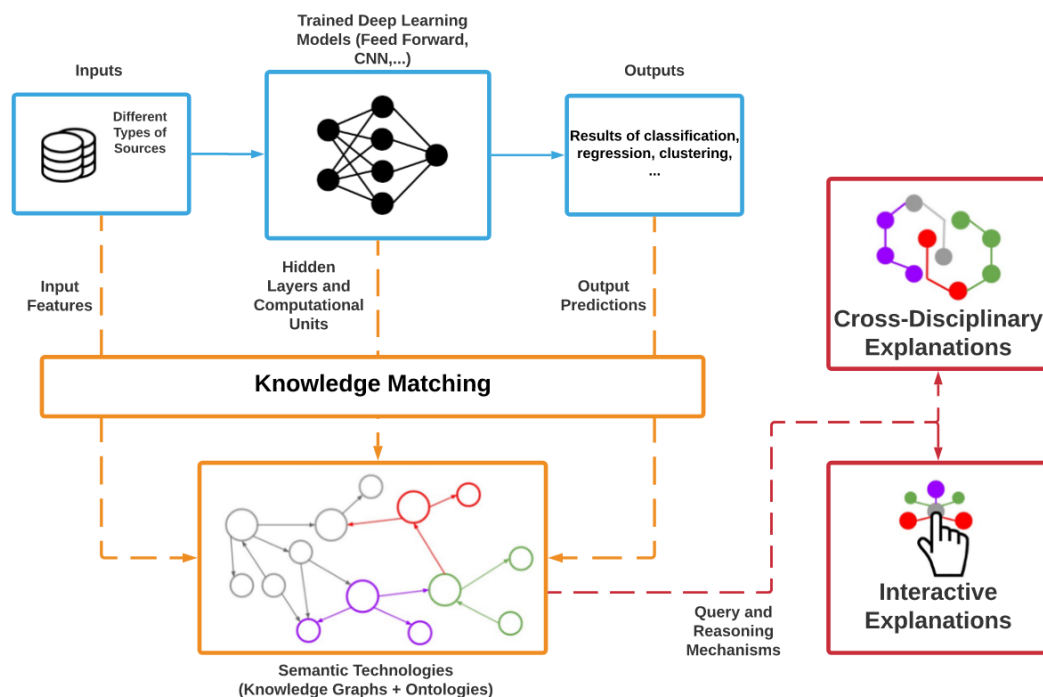 Trained Deep Learning
Models (Feed Forward,
CNN,...)
Inputs
Outputs
Different
Types of
Sources
Results of classification,
regression, clustering,
...
Input
Features
Hidden
Layers and
Computational
Units
Output
Predictions
Knowledge Matching
Cross-Disciplinary
Explanations
Interactive
Explanations
Query and
Reasoning
Mechanisms
Semantic Technologies
(Knowledge Graphs + Ontologies)